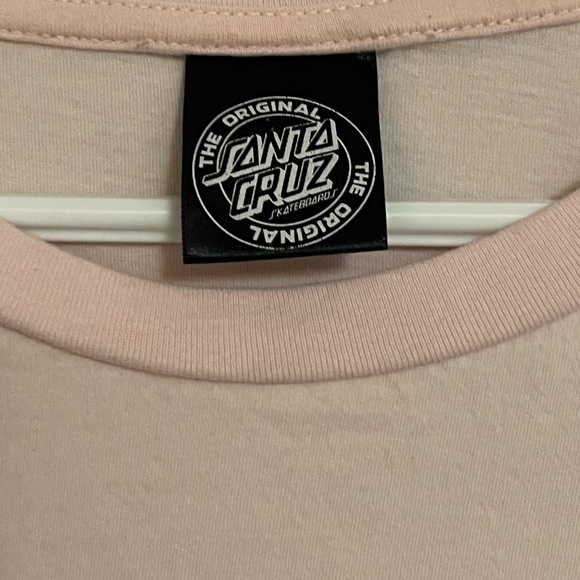 THE ORIGINAL
SANTA
CRUZ
SKATEBOARDS
THE ORIGINAL